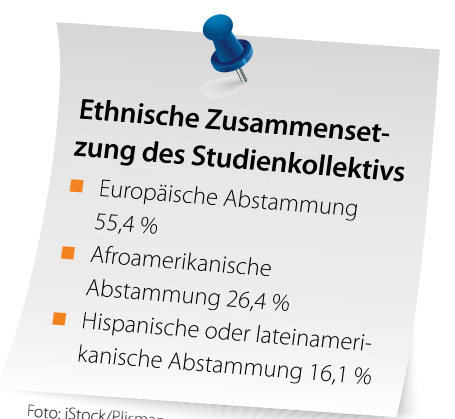 Ethnische Zusammenset-
zung des Studienkollektivs
Europäische Abstammung
55,4 %
Afroamerikanische
Abstammung 26,4 %
Hispanische oder lateinameri-
kanische Abstammung 16,1 %
Foto: iStock/